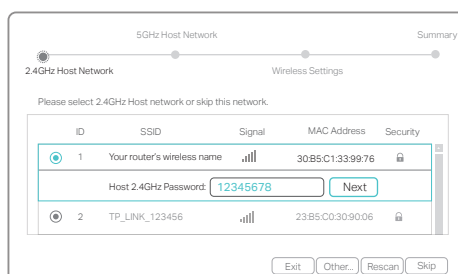 5GHz Host Network Summary
2.4GHz Host Network Wireless Settings
Please select 2.4GHz Host network or skip this network.
ID SSID Signal MAC Address Security
1 Your router's wireless name 30:B5:C1:33:99:76
Host 2.4GHz Password: 12345678 Next
2 TP_LINK_123456 23:B5:C0:30:90:06
Exit Other... Rescan Skip